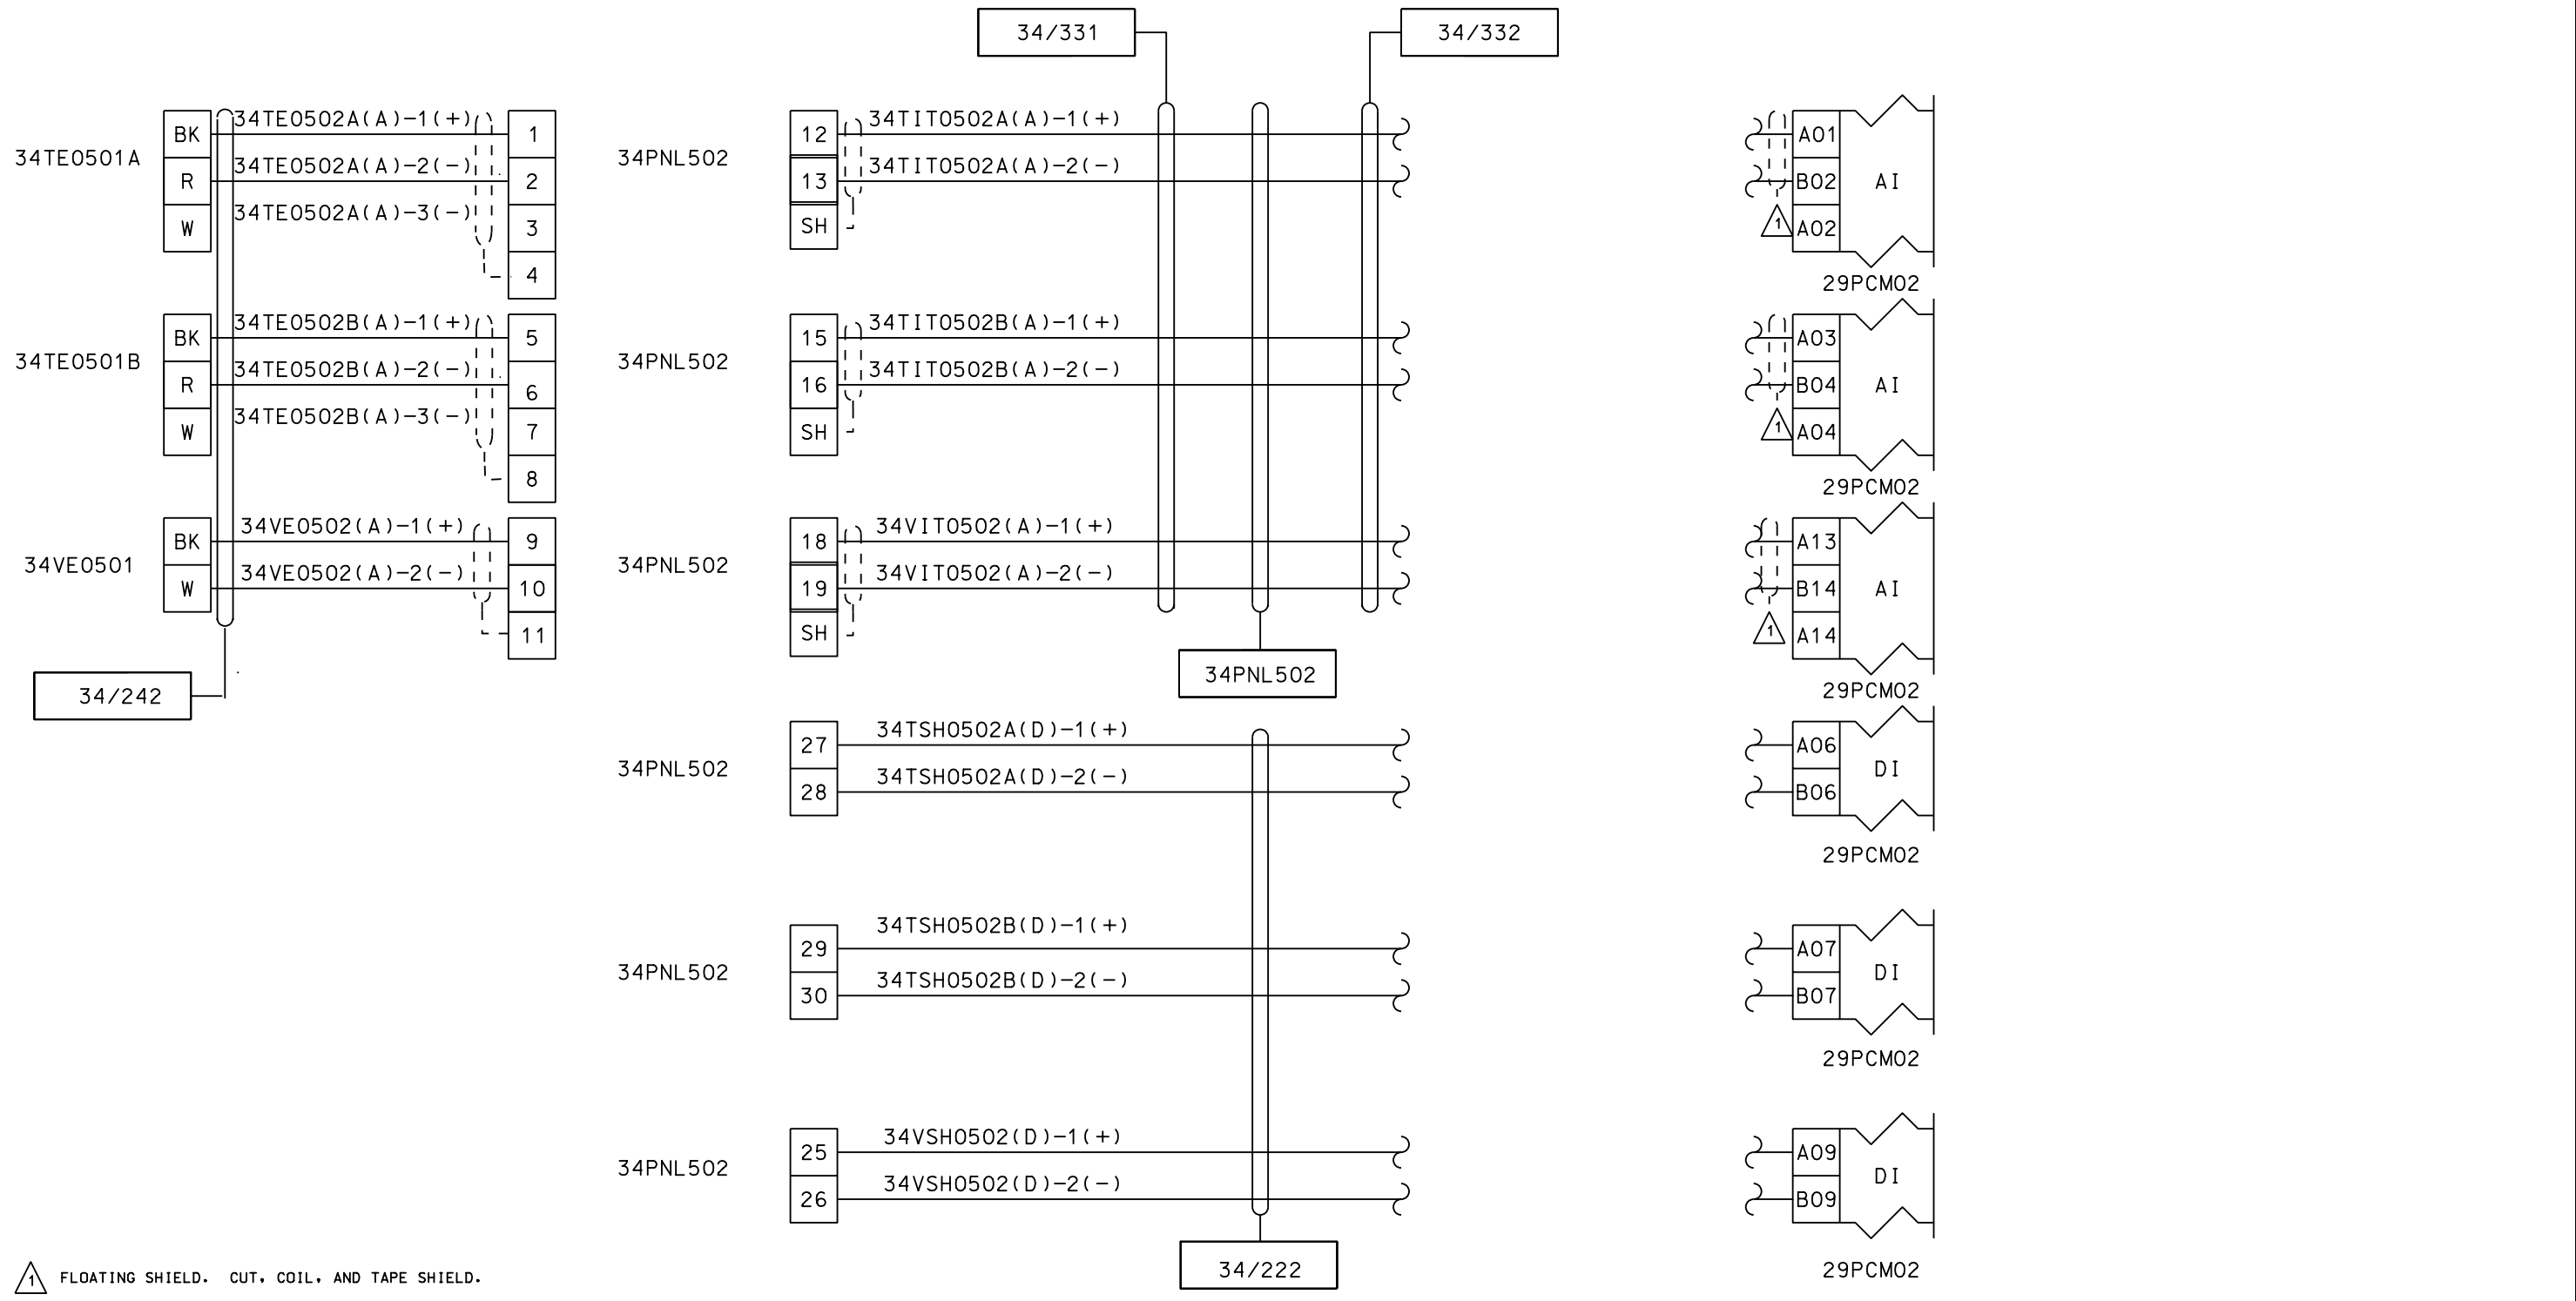 34/331
34/332
BK 34TE0502A(A)-1(+) 1
34TE0501A
R 34TE0502A(A)-2(-) 2
W 34TE0502A(A)-3(-) 3
4
34PNL502
12 34TIT0502A(A)-1(+)
13 34TIT0502A(A)-2(-)
SH
A01
B02 AI
1 A02
29PCM02
BK 34TE0502B(A)-1(+) 5
34TE0501B
R 34TE0502B(A)-2(-) 6
W 34TE0502B(A)-3(-) 7
8
34PNL502
15 34TIT0502B(A)-1(+)
16 34TIT0502B(A)-2(-)
SH
A03
B04 AI
1 A04
29PCM02
BK 34VE0502(A)-1(+) 9
34VE0501
W 34VE0502(A)-2(-) 10
11
34/242
34PNL502
18 34VIT0502(A)-1(+)
19 34VIT0502(A)-2(-)
SH
34PNL502
A13
B14 AI
1 A14
29PCM02
34PNL502
27 34TSH0502A(D)-1(+)
28 34TSH0502A(D)-2(-)
A06
DI
B06
29PCM02
34PNL502
29 34TSH0502B(D)-1(+)
30 34TSH0502B(D)-2(-)
A07
DI
B07
29PCM02
34PNL502
25 34VSH0502(D)-1(+)
26 34VSH0502(D)-2(-)
34/222
A09
DI
B09
29PCM02
1 FLOATING SHIELD. CUT, COIL, AND TAPE SHIELD.